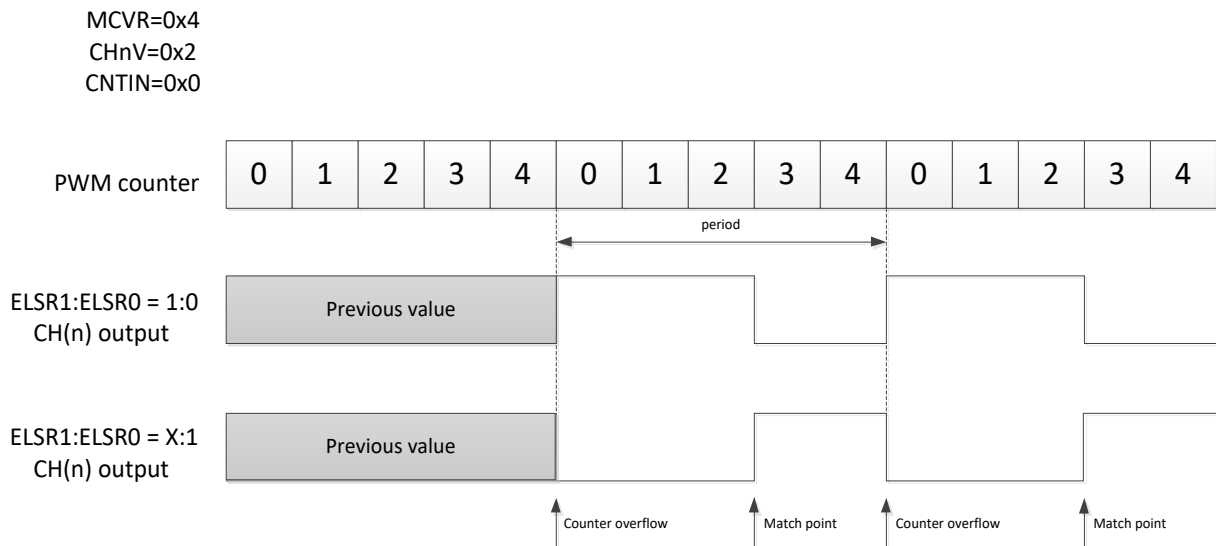 MCVR=0x4
CHnV=0x2
CNTIN=0x0
PWM counter 0 1 2 3 4 0 1 2 3 4 0 1 2 3 4
period
ELSR1:ELSR0 = 1:0
CH(n) output
Previous value
ELSR1:ELSR0 = X:1
CH(n) output
Previous value
Counter overflow Match point Counter overflow Match point